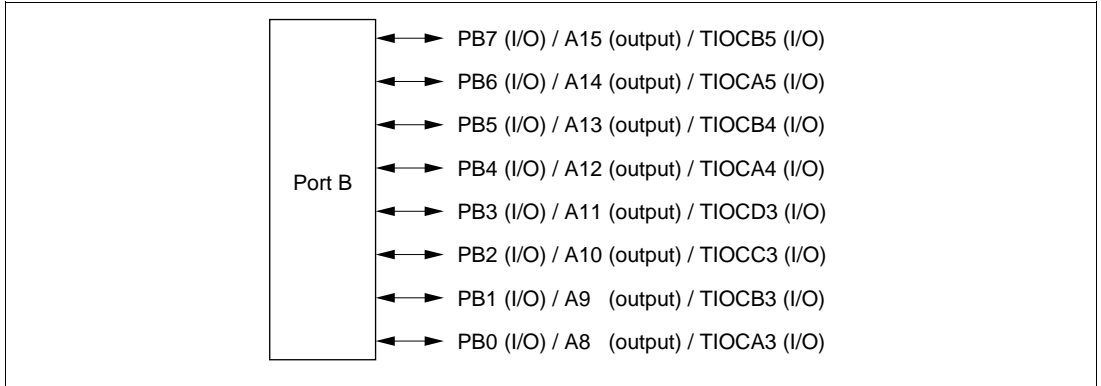 PB7 (I/O) / A15 (output) / TIOCB5 (I/O)
PB6 (I/O) / A14 (output) / TIOCA5 (I/O)
PB5 (I/O) / A13 (output) / TIOCB4 (I/O)
PB4 (I/O) / A12 (output) / TIOCA4 (I/O)
Port B
PB3 (I/O) / A11 (output) / TIOCD3 (I/O)
PB2 (I/O) / A10 (output) / TIOCC3 (I/O)
PB1 (I/O) / A9 (output) / TIOCB3 (I/O)
PB0 (I/O) / A8 (output) / TIOCA3 (I/O)